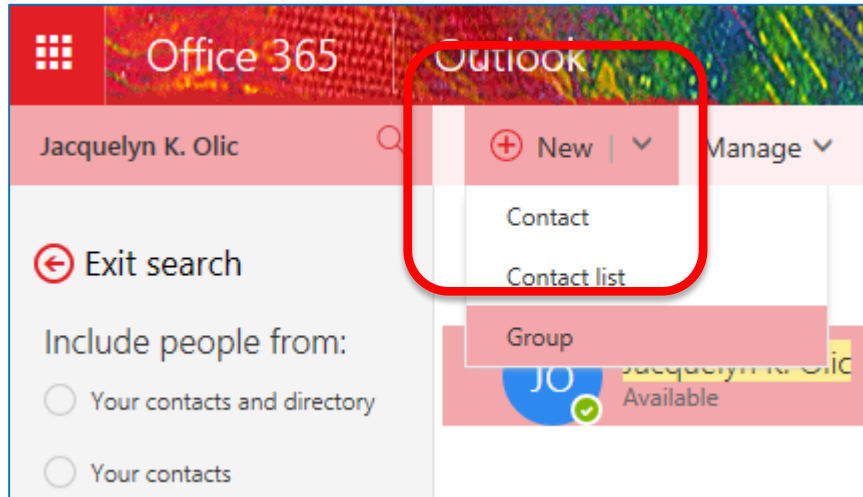 Office 365 Outlook
Jacquelyn K. Olic
New | Manage
Contact
Contact list
Group
Exit search
Include people from:
Your contacts and directory
Your contacts
JO
Jacquelyn K. Olic
Available